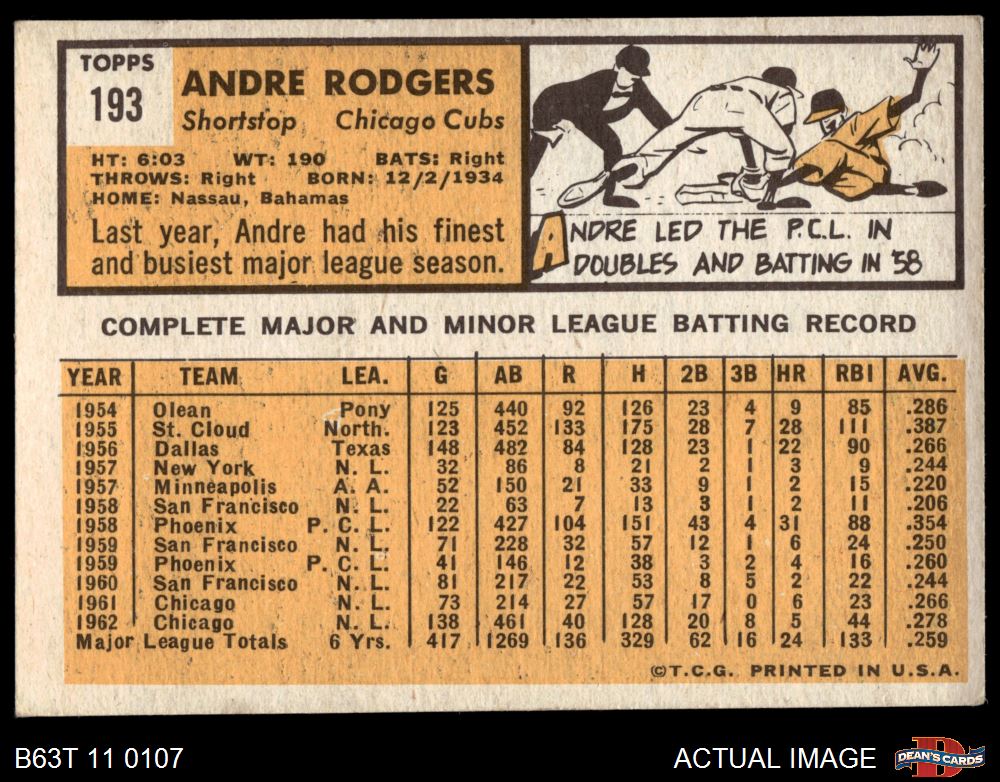 TOPPS
193
ANDRE RODGERS
Shortstop Chicago Cubs
HT: 6:03 WT: 190 BATS: Right
THROWS: Right BORN: 12/2/1934
HOME: Nassau, Bahamas
Last year, Andre had his finest
and busiest major league season.
ANDRE LED THE P.C.L. IN
DOUBLES AND BATTING IN '58
COMPLETE MAJOR AND MINOR LEAGUE BATTING RECORD
YEAR TEAM LEA. G AB R H 2B 3B HR RBI AVG.
1954 Olean Pony 125 440 92 126 23 4 9 85 .286
1955 St. Cloud North. 123 452 133 175 28 7 28 111 .387
1956 Dallas Texas 148 482 84 128 23 1 22 90 .266
1957 New York N. L. 32 86 8 21 2 1 3 9 .244
1957 Minneapolis A. A. 52 150 21 33 9 1 2 15 .220
1958 San Francisco N. L. 22 63 7 13 3 1 2 11 .206
1958 Phoenix P. C. L. 122 427 104 151 43 4 31 88 .354
1959 San Francisco N. L. 71 228 32 57 12 1 6 24 .250
1959 Phoenix P. C. L. 41 146 12 38 3 2 4 16 .260
1960 San Francisco N. L. 81 217 22 53 8 5 2 22 .244
1961 Chicago N. L. 73 214 27 57 17 0 6 23 .266
1962 Chicago N. L. 138 461 40 128 20 8 5 44 .278
Major League Totals 6 Yrs. 417 1269 136 329 62 16 24 133 .259
©T.C.G. PRINTED IN U.S.A.
B63T 11 0107 ACTUAL IMAGE
D
DEAN'S CARDS